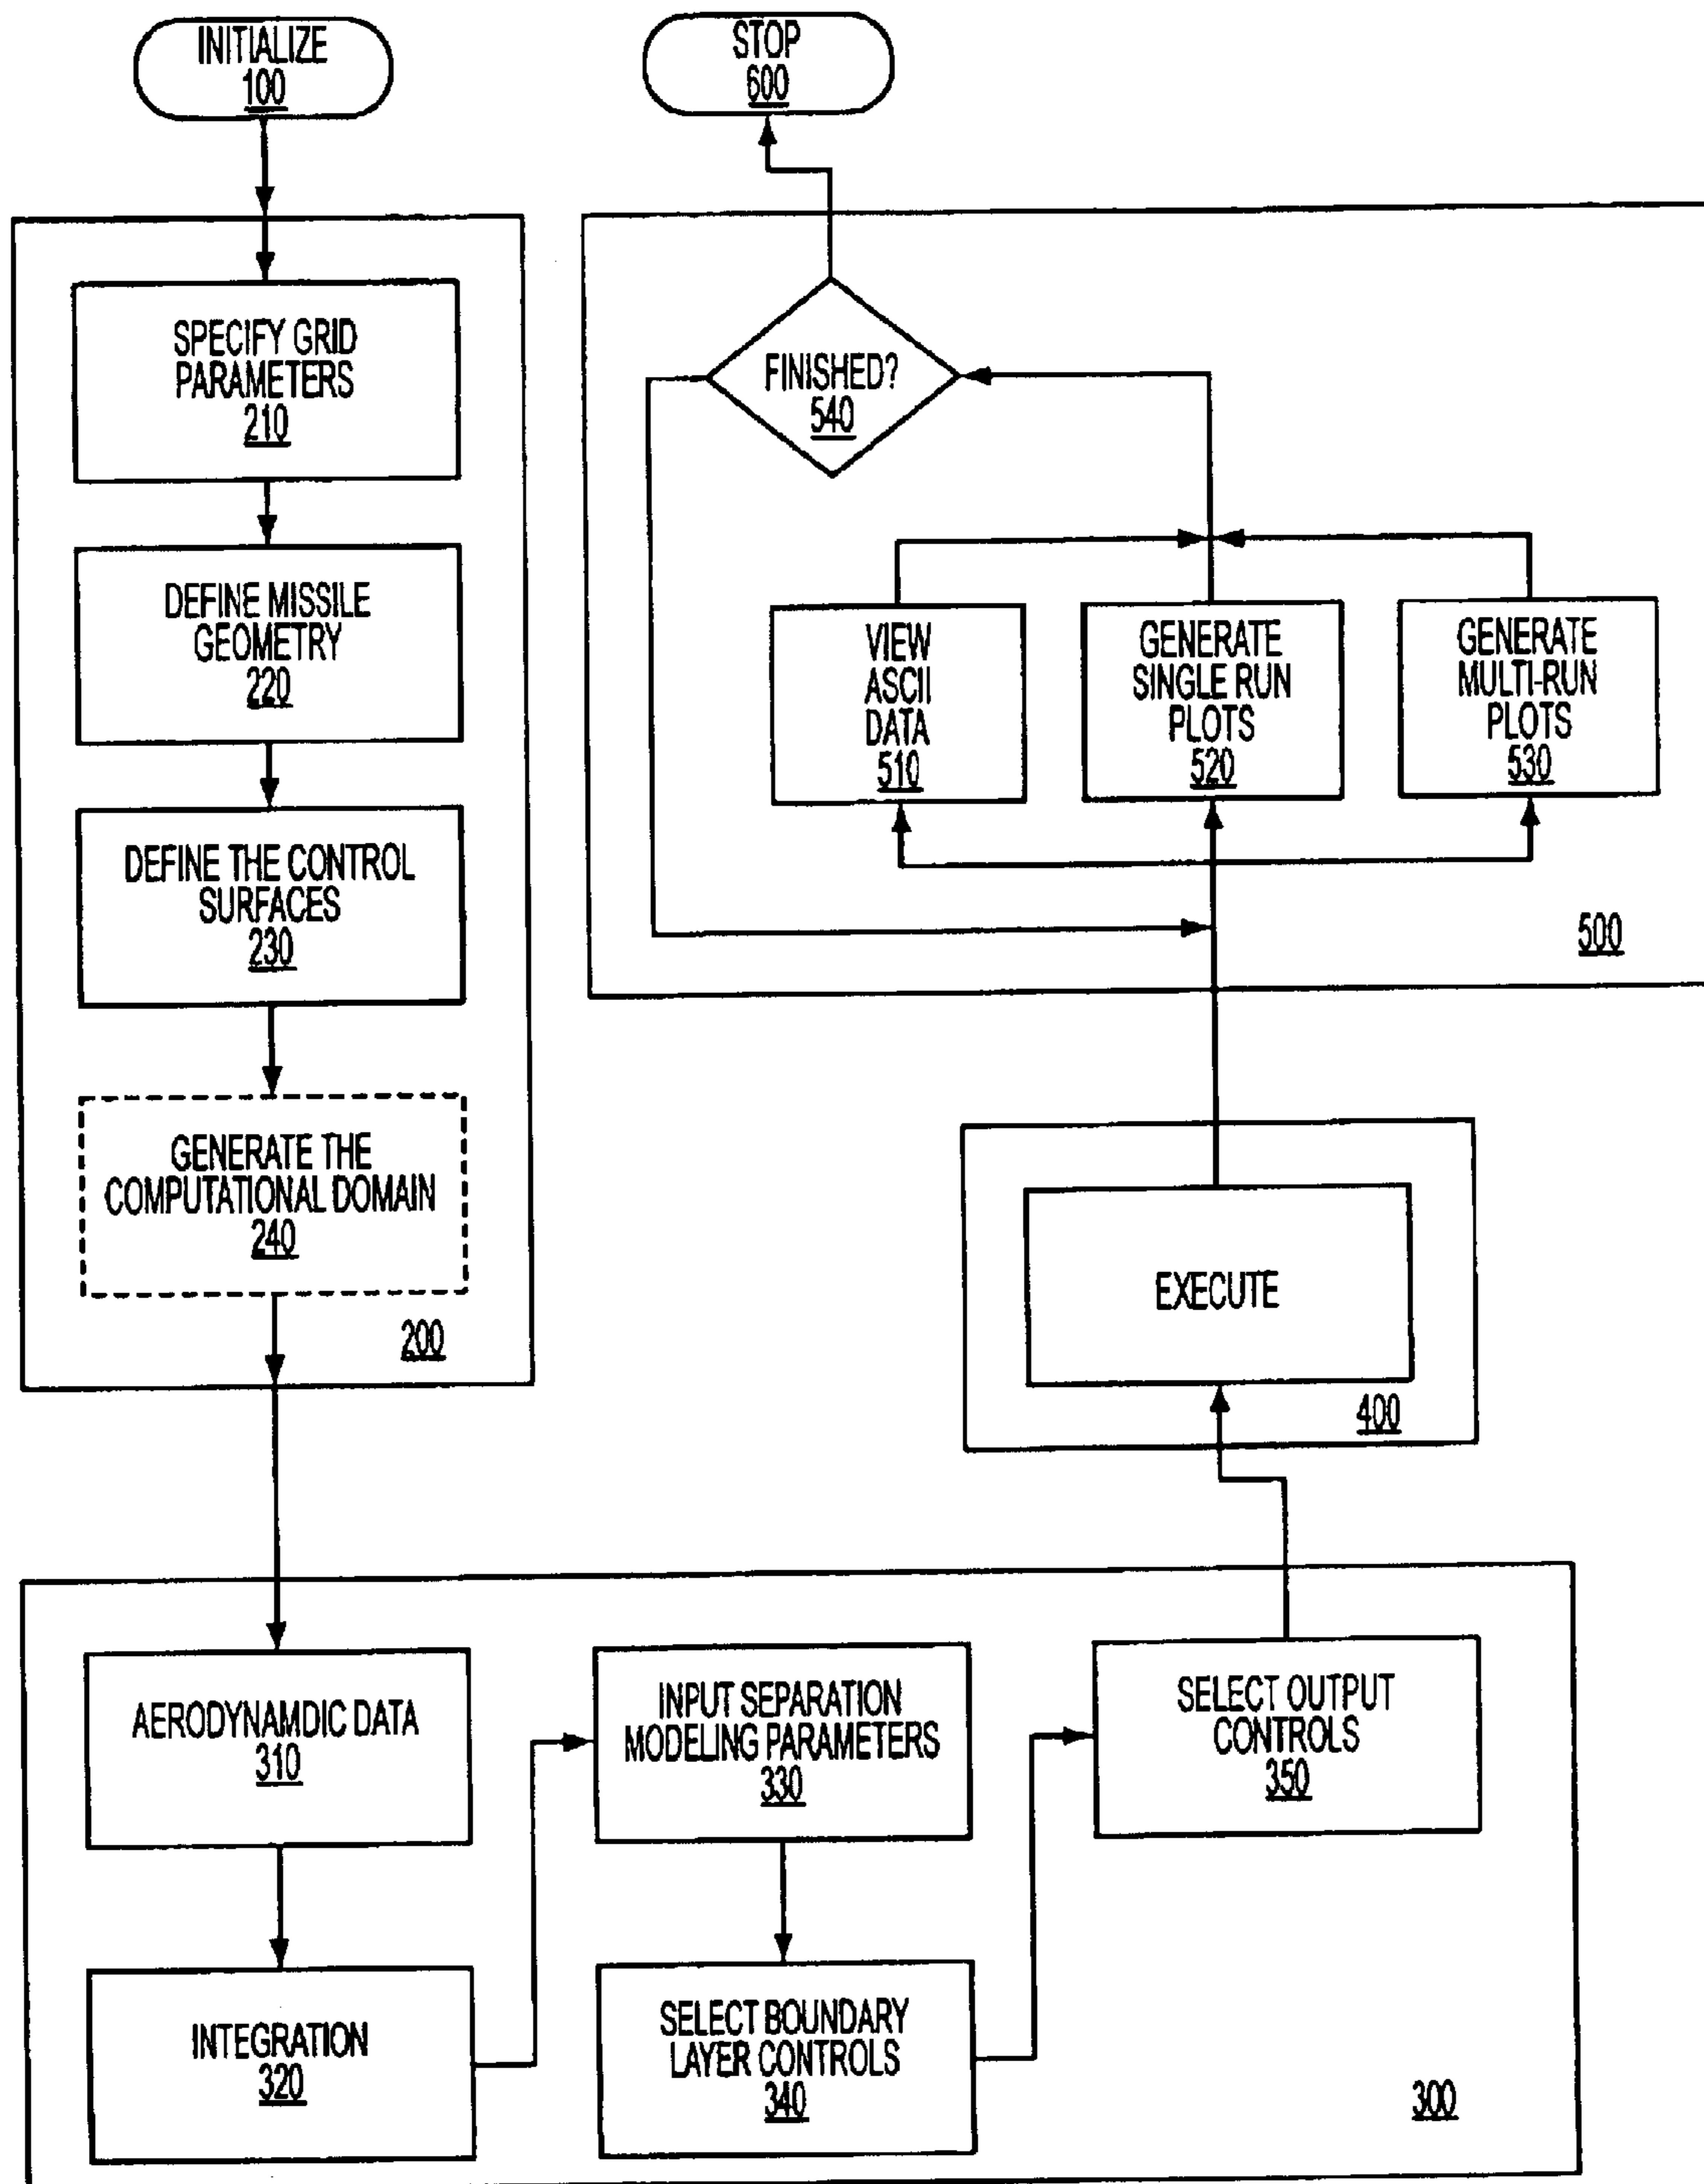 INITIALIZE
100
STOP
600
SPECIFY GRID
PARAMETERS
210
DEFINE MISSILE
GEOMETRY
220
DEFINE THE CONTROL
SURFACES
230
GENERATE THE
COMPUTATIONAL DOMAIN
240
200
FINISHED?
540
VIEW
ASCII
DATA
510
GENERATE
SINGLE RUN
PLOTS
520
GENERATE
MULTI-RUN
PLOTS
530
500
EXECUTE
400
AERODYNAMDIC DATA
310
INTEGRATION
320
INPUT SEPARATION
MODELING PARAMETERS
330
SELECT BOUNDARY
LAYER CONTROLS
340
SELECT OUTPUT
CONTROLS
350
300